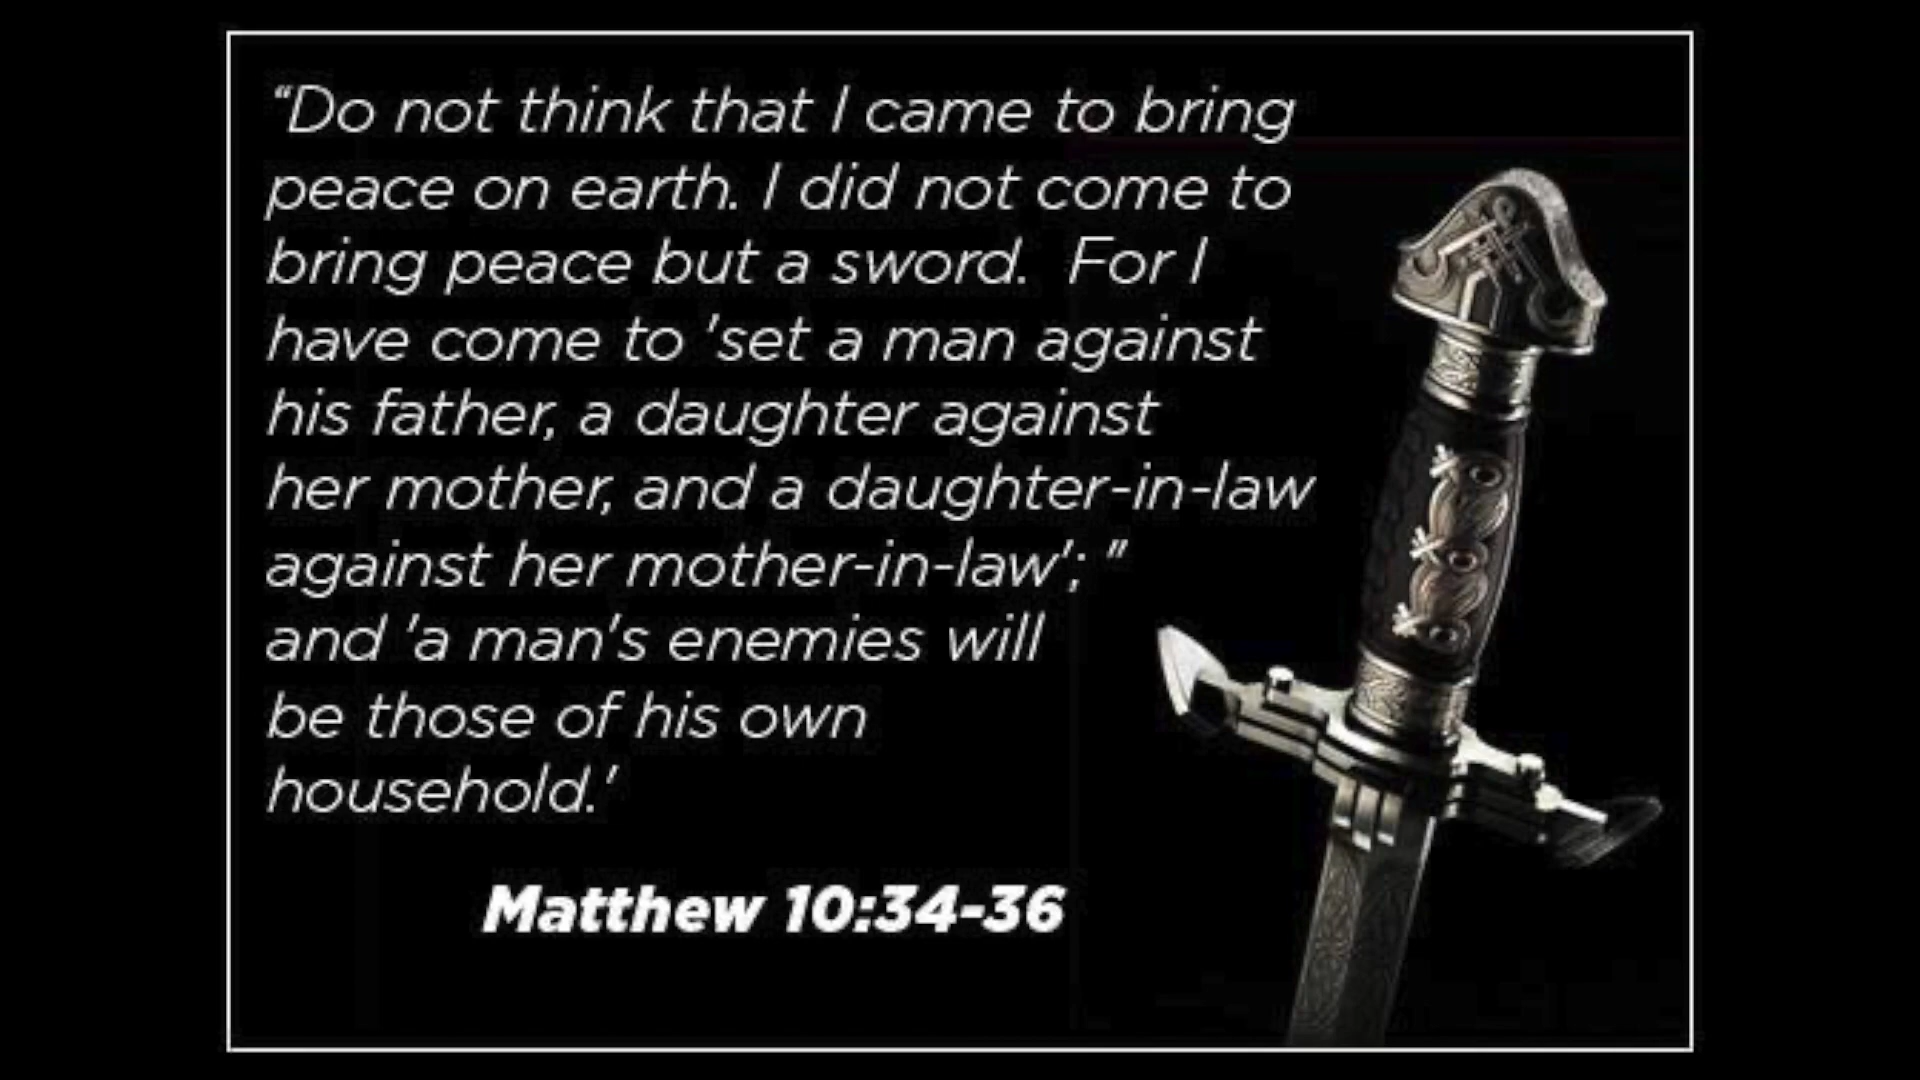 “Do not think that I came to bring
peace on earth. I did not come to
bring peace but a sword.  For I
have come to 'set a man against
his father, a daughter against
her mother, and a daughter-in-law
against her mother-in-law'; "
and 'a man's enemies will
be those of his own
household.'
Matthew 10:34-36